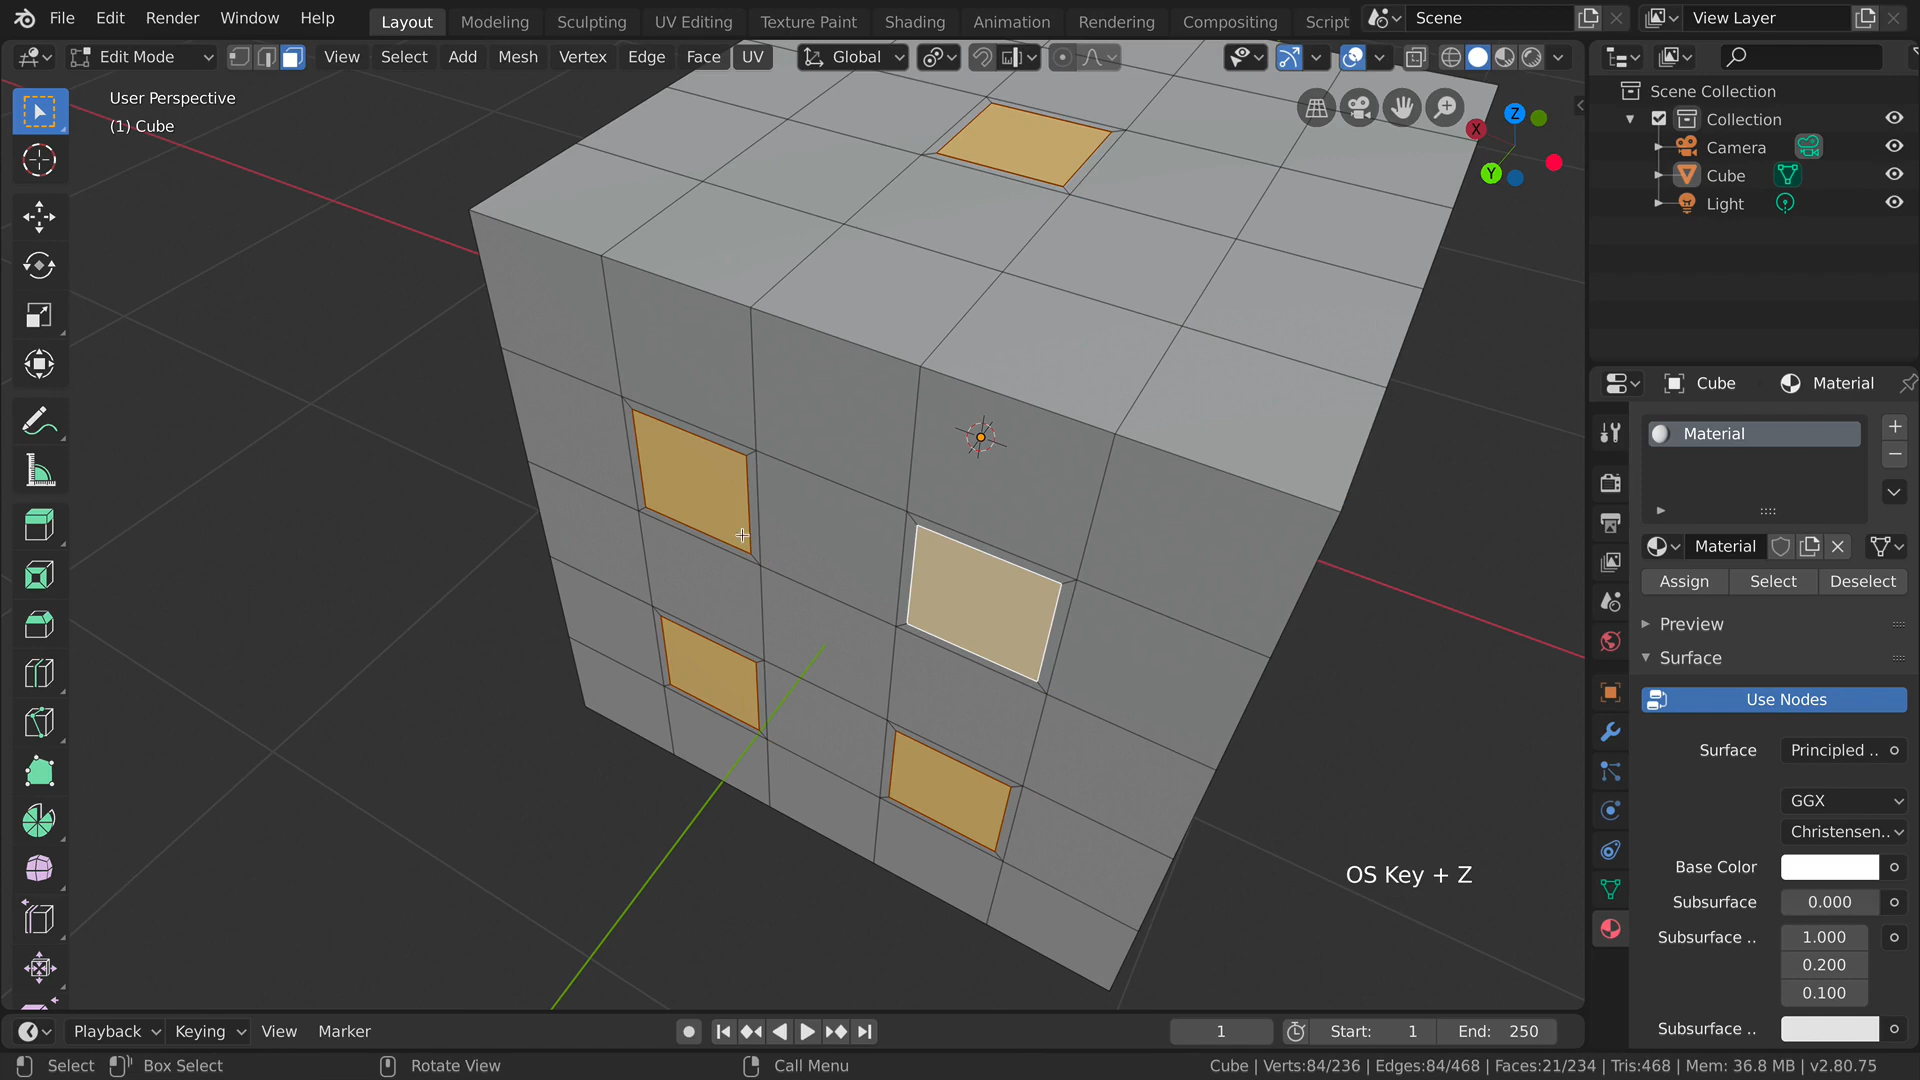 File Edit Render Window Help Layout Modeling Sculpting UV Editing Texture Paint Shading Animation Rendering Compositing Script Scene View Layer
Edit Mode View Select Add Mesh Vertex Edge Face UV Global
User Perspective
(1) Cube
X
Y
Z
Scene Collection
Collection
Camera
Cube
Light
Cube Material
Material
Material
Assign Select Deselect
Preview
Surface
Use Nodes
Surface Principled ..
GGX
Christensen..
Base Color
Subsurface 0.000
Subsurface .. 1.000
0.200
0.100
Subsurface ..
OS Key + Z
Playback Keying View Marker 1 Start: 1 End: 250
Select Box Select Rotate View Call Menu Cube | Verts:84/236 | Edges:84/468 | Faces:21/234 | Tris:468 | Mem: 36.8 MB | v2.80.75